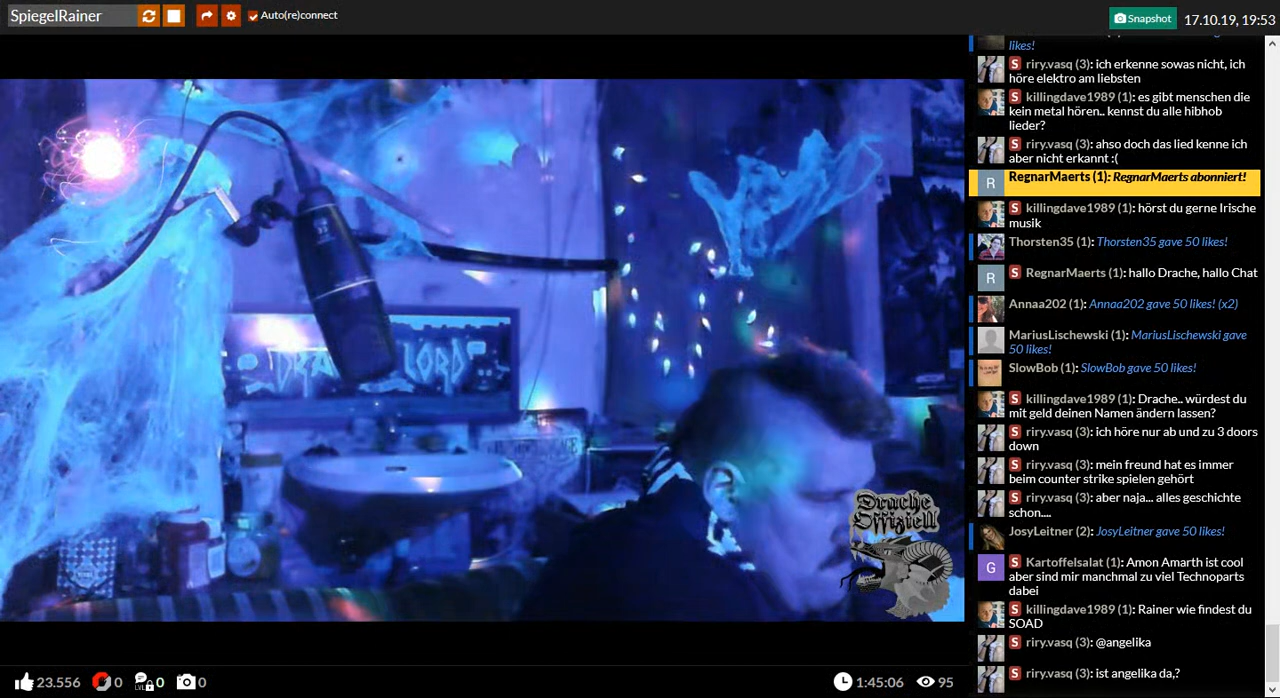 SpiegelRainer
Auto(re)connect
Snapshot
17.10.19, 19:53
likes!
S riry.vasq (3): ich erkenne sowas nicht, ich
höre elektro am liebsten
S killingdave1989 (1): es gibt menschen die
kein metal hören.. kennst du alle hibhob
lieder?
S riry.vasq (3): ahso doch das lied kenne ich
aber nicht erkannt :(
R
RegnarMaerts (1): RegnarMaerts abonniert!
S killingdave1989 (1): hörst du gerne Irische
musik
Thorsten35 (1): Thorsten35 gave 50 likes!
R
S RegnarMaerts (1): hallo Drache, hallo Chat
Annaa202 (1): Annaa202 gave 50 likes! (x2)
MariusLischewski (1): MariusLischewski gave
50 likes!
SlowBob (1): SlowBob gave 50 likes!
S killingdave1989 (1): Drache.. würdest du
mit geld deinen Namen ändern lassen?
S riry.vasq (3): ich höre nur ab und zu 3 doors
down
S riry.vasq (3): mein freund hat es immer
beim counter strike spielen gehört
S riry.vasq (3): aber naja... alles geschichte
schon....
JosyLeitner (2): JosyLeitner gave 50 likes!
G
S Kartoffelsalat (1): Amon Amarth ist cool
aber sind mir manchmal zu viel Technoparts
dabei
S killingdave1989 (1): Rainer wie findest du
SOAD
S riry.vasq (3): @angelika
S riry.vasq (3): ist angelika da,?
LORD
Drache
Offiziell
23.556
0
LVL
0
0
1:45:06
95